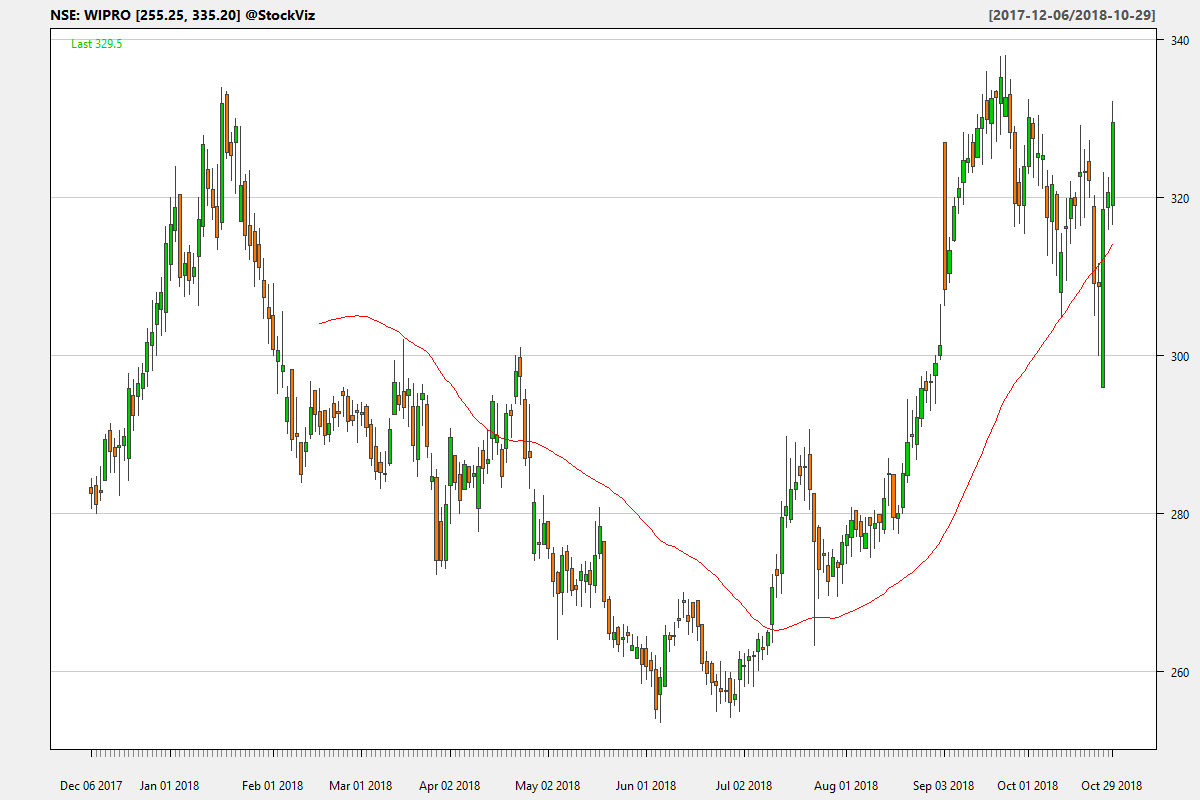 NSE: WIPRO [255.25, 335.20] @StockViz
[2017-12-06/2018-10-29]
Last 329.5
340
320
300
280
260
Dec 06 2017
Jan 01 2018
Feb 01 2018
Mar 01 2018
Apr 02 2018
May 02 2018
Jun 01 2018
Jul 02 2018
Aug 01 2018
Sep 03 2018
Oct 01 2018
Oct 29 2018